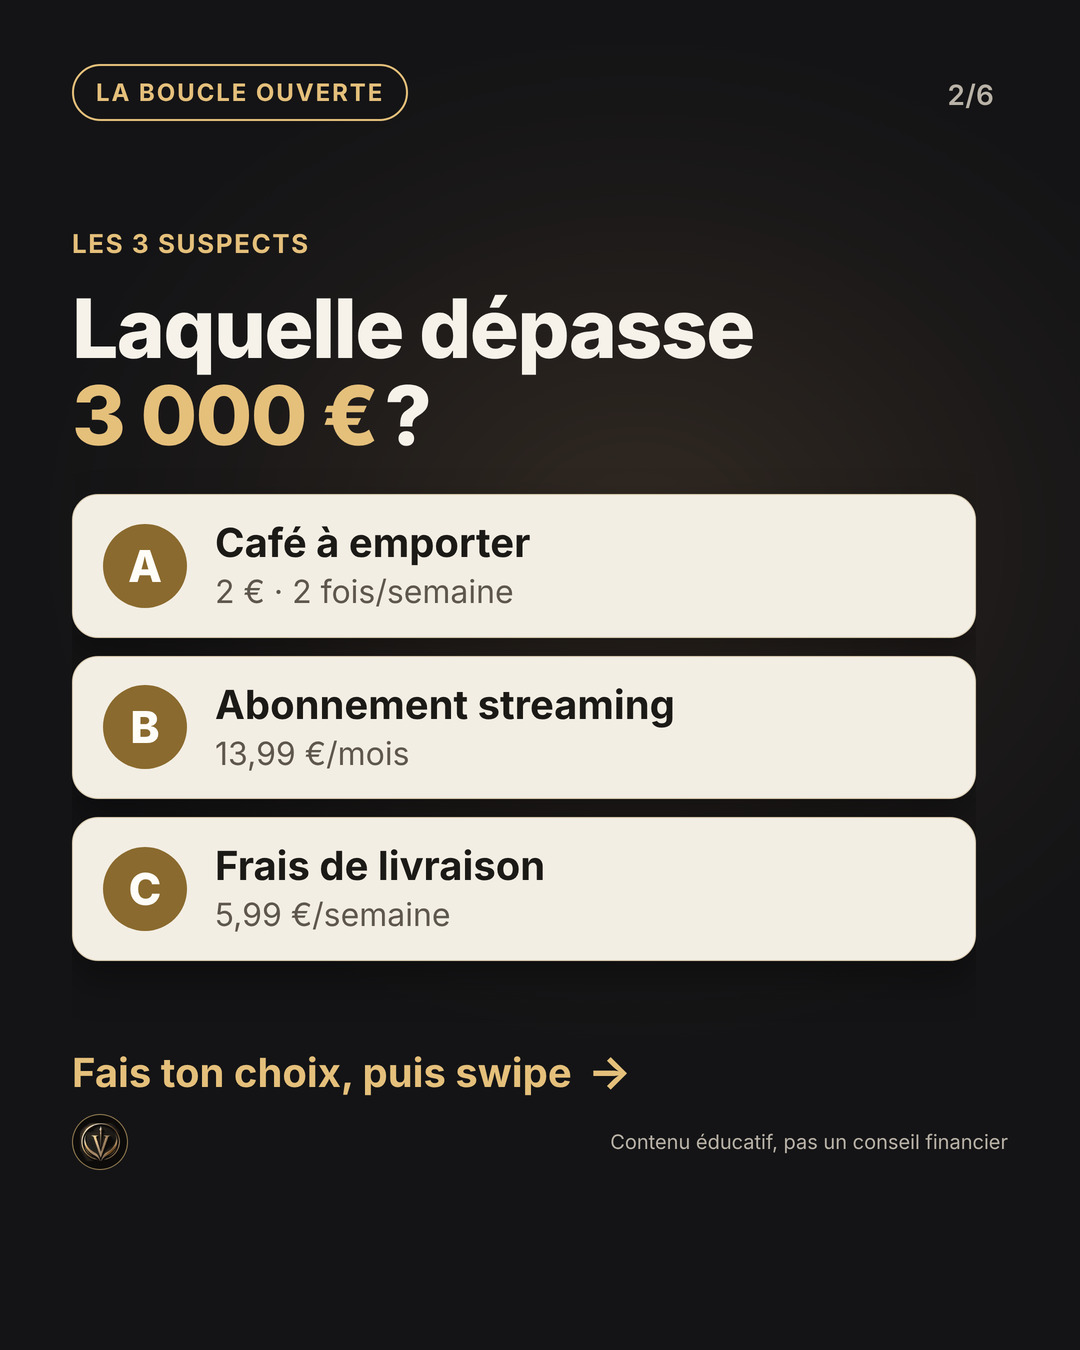 LA BOUCLE OUVERTE
2/6
LES 3 SUSPECTS
Laquelle dépasse
3 000 € ?
A
Café à emporter
2 € · 2 fois/semaine
B
Abonnement streaming
13,99 €/mois
C
Frais de livraison
5,99 €/semaine
Fais ton choix, puis swipe →
V
Contenu éducatif, pas un conseil financier